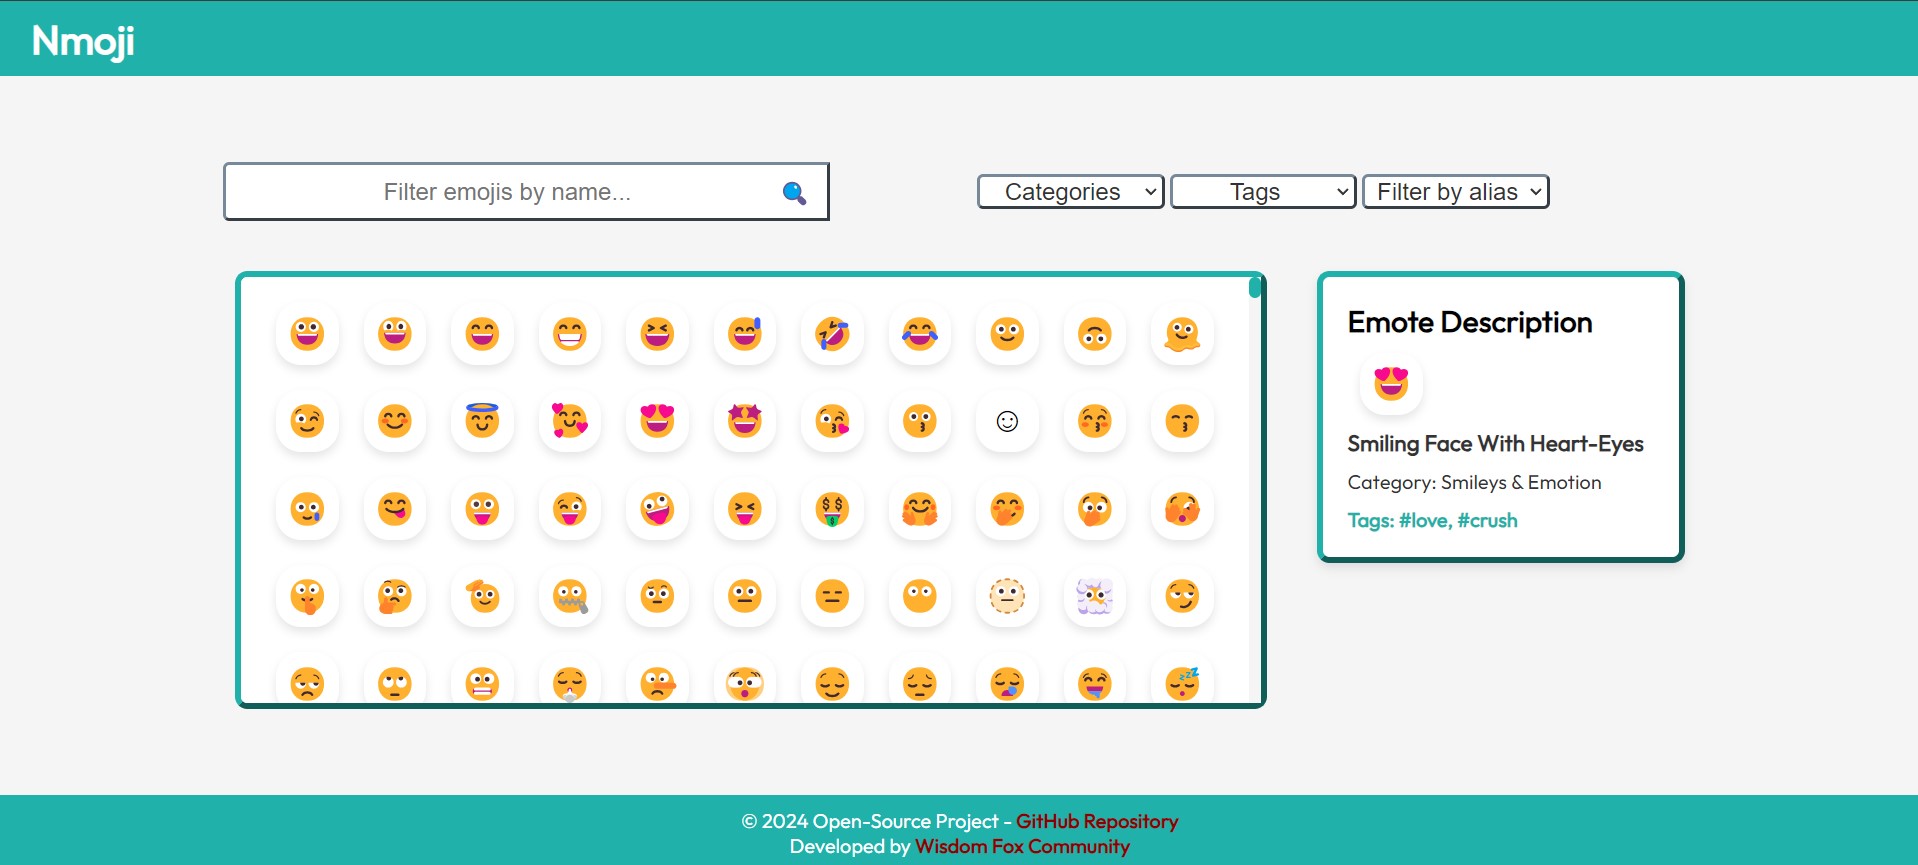 Nmoji
Filter emojis by name...
Categories
Tags
Filter by alias
Emote Description
Smiling Face With Heart-Eyes
Category: Smileys & Emotion
Tags: #love, #crush
© 2024 Open-Source Project - GitHub Repository
Developed by Wisdom Fox Community